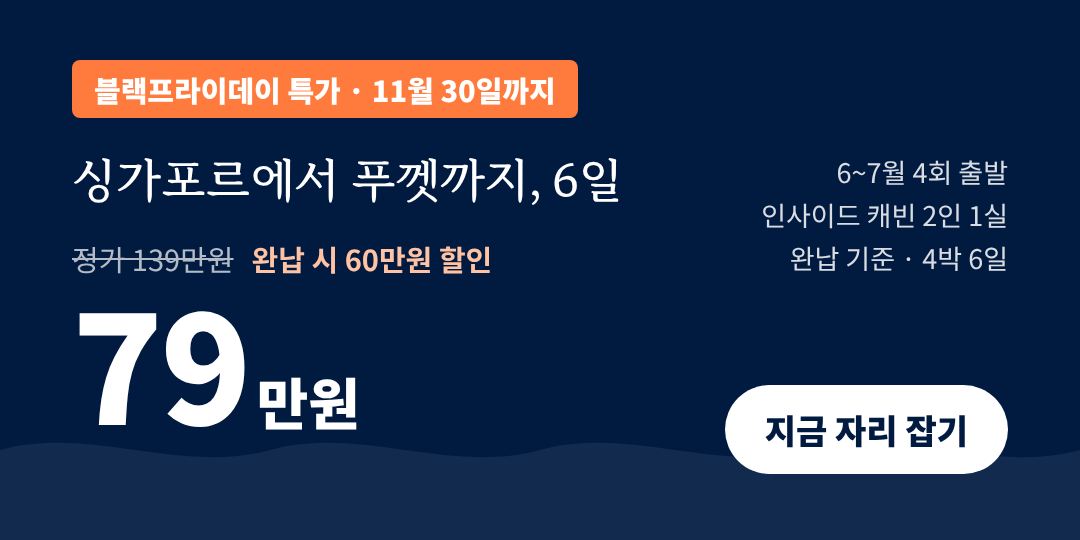 블랙프라이데이 특가 · 11월 30일까지
싱가포르에서 푸껫까지, 6일
정가 139만원 완납 시 60만원 할인
79만원
6~7월 4회 출발
인사이드 캐빈 2인 1실
완납 기준 · 4박 6일
지금 자리 잡기